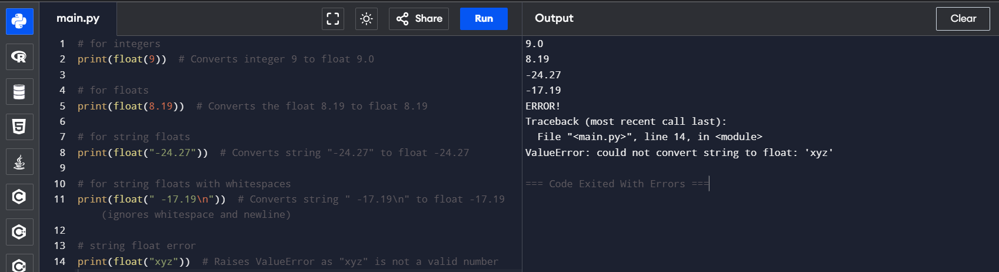 main.py
Share
Run
1 # for integers
2 print(float(9))  # Converts integer 9 to float 9.0
3
4 # for floats
5 print(float(8.19))  # Converts the float 8.19 to float 8.19
6
7 # for string floats
8 print(float("-24.27"))  # Converts string "-24.27" to float -24.27
9
10 # for string floats with whitespaces
11 print(float(" -17.19\n"))  # Converts string " -17.19\n" to float -17.19
(ignores whitespace and newline)
12
13 # string float error
14 print(float("xyz"))  # Raises ValueError as "xyz" is not a valid number
Output
Clear
9.0
8.19
-24.27
-17.19
ERROR!
Traceback (most recent call last):
  File "<main.py>", line 14, in <module>
ValueError: could not convert string to float: 'xyz'
=== Code Exited With Errors ===